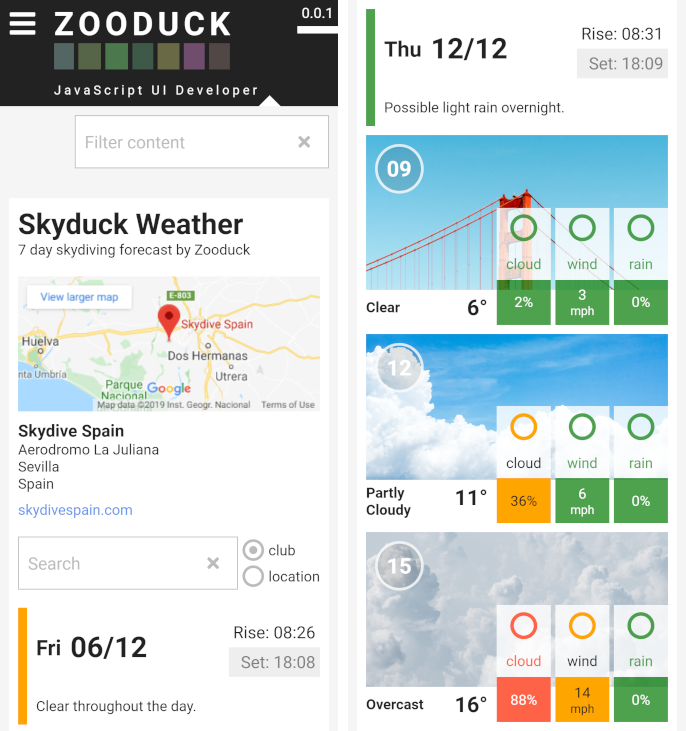 ZOODUCK
0.0.1
JavaScript UI Developer
Filter content
Skyduck Weather
7 day skydiving forecast by Zooduck
View larger map
E-803
Skydive Spain
Huelva
Dos Hermanas
nta Umbría
Utrera
Parque
Nacional
Google
Map data ©2019 Inst. Geogr. Nacional Terms of Use
Skydive Spain
Aerodromo La Juliana
Sevilla
Spain
skydivespain.com
Search
club
location
Fri 06/12
Rise: 08:26
Set: 18:08
Clear throughout the day.
Thu 12/12
Rise: 08:31
Set: 18:09
Possible light rain overnight.
09
cloud wind rain
Clear 6° 2% 3 mph 0%
12
cloud wind rain
Partly Cloudy 11° 36% 6 mph 0%
15
cloud wind rain
Overcast 16° 88% 14 mph 0%